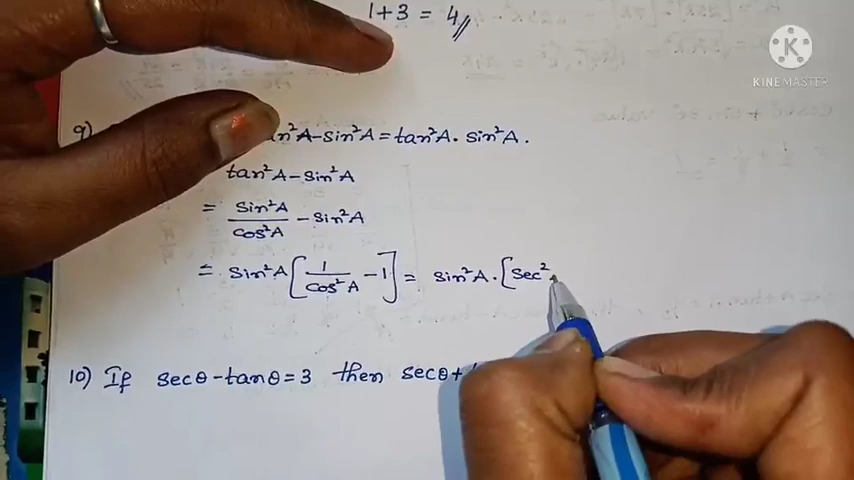 1+3 = 4//
KINEMASTER
9) tan²A-sin²A = tan²A. sin²A.
tan²A-sin²A
= sin²A/cos²A - sin²A
= sin²A[1/cos²A -1] = sin²A.[sec²
10) If secθ-tanθ=3 then secθ+